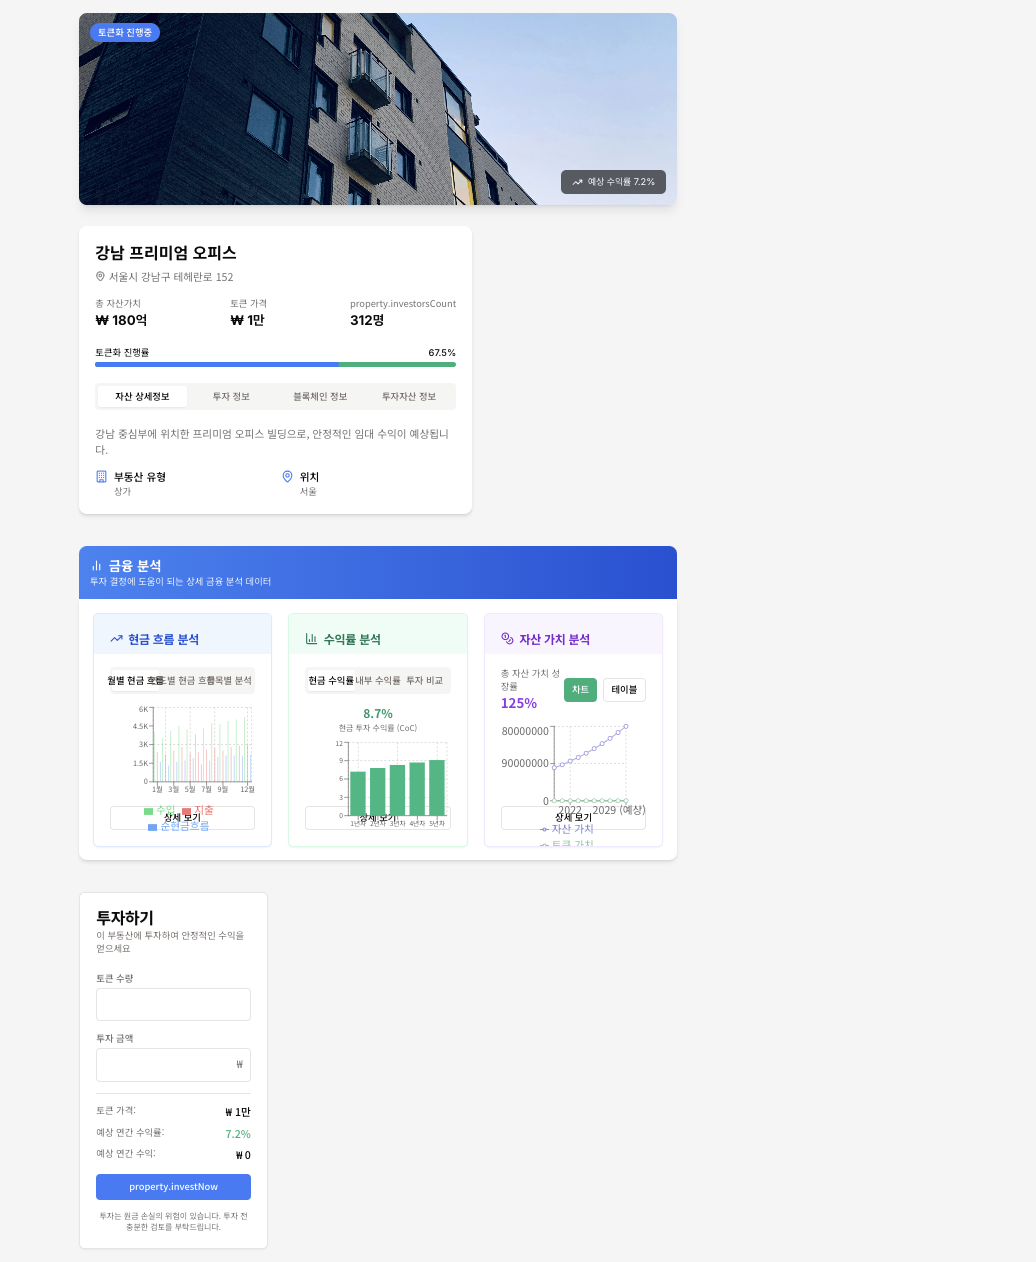 토큰화 진행중
예상 수익률 7.2%
강남 프리미엄 오피스
서울시 강남구 테헤란로 152
총 자산가치 토큰 가격 property.investorsCount
₩ 180억 ₩ 1만 312명
토큰화 진행률 67.5%
자산 상세정보 투자 정보 블록체인 정보 투자자산 정보
강남 중심부에 위치한 프리미엄 오피스 빌딩으로, 안정적인 임대 수익이 예상됩니
다.
부동산 유형 위치
상가 서울
금융 분석
투자 결정에 도움이 되는 상세 금융 분석 데이터
현금 흐름 분석
월별 현금 흐름 별 현금 흐름 항목별 분석
6K
4.5K
3K
1.5K
0
1월 3월 5월 7월 9월 12월
수입 지출
상세 보기
순현금흐름
수익률 분석
현금 수익률 내부 수익률 투자 비교
8.7%
현금 투자 수익률 (CoC)
12
9
6
3
0
1년차 2년차 3년차 4년차 5년차
상세 보기
자산 가치 분석
총 자산 가치 성
장률
125%
차트 테이블
80000000
90000000
0
2022 2029 (예상)
상세 보기
자산 가치
토큰 가치
투자하기
이 부동산에 투자하여 안정적인 수익을
얻으세요
토큰 수량
투자 금액
₩
토큰 가격: ₩ 1만
예상 연간 수익률: 7.2%
예상 연간 수익: ₩ 0
property.investNow
투자는 원금 손실의 위험이 있습니다. 투자 전
충분한 검토를 부탁드립니다.